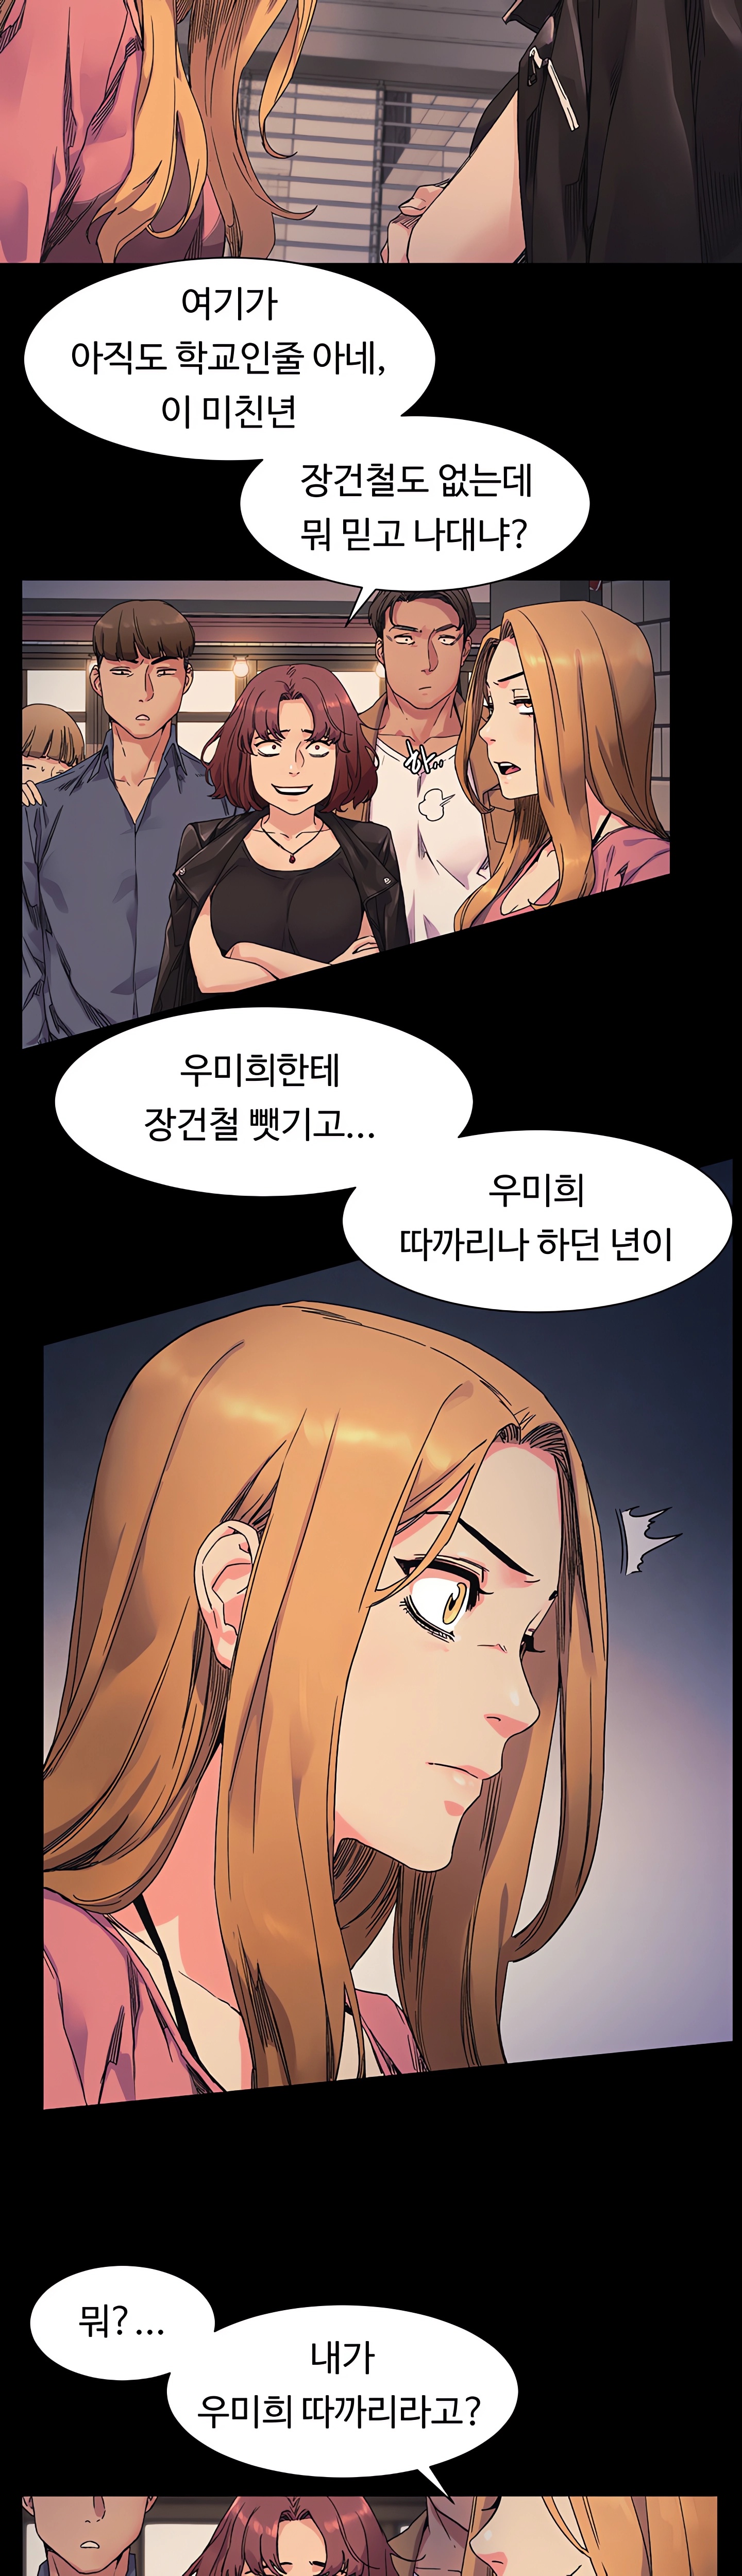 여기가
아직도 학교인줄 아네,
이 미친년
장건철도 없는데
뭐 믿고 나대냐?
하..
우미희한테
장건철 뺏기고...
우미희
따까리나 하던 년이
뭐? ...
내가
우미희 따까리라고?